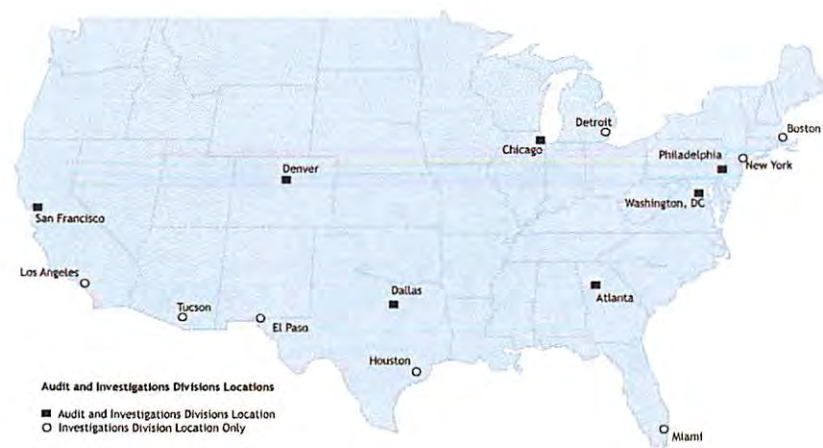 Detroit
Boston
Chicago
Philadelphia
New York
Denver
Washington, DC
San Francisco
Los Angeles
Dallas
Atlanta
Tucson
El Paso
Houston
Audit and Investigations Divisions Locations
Audit and Investigations Divisions Location
Investigations Division Location Only
Miami